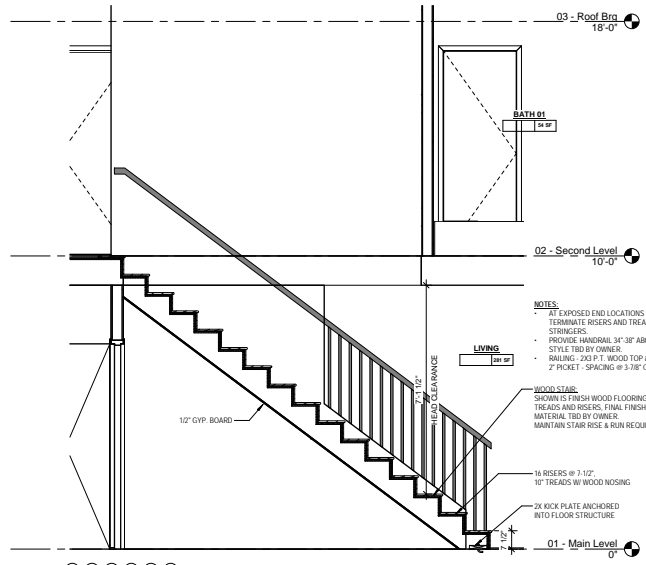 03 - Roof Brg
18'-0"
BATH 01
54 SF
02 - Second Level
10'-0"
NOTES:
AT EXPOSED END LOCATIONS
TERMINATE RISERS AND
STRINGERS.
PROVIDE HANDRAIL 34"-38"
STYLE TBD BY OWNER.
RAILING - 2X3 P.T. WOOD TOP
2" PICKET - SPACING @ 3-7/8"
LIVING
281 SF
7'-1 1/2"
HEAD CLEARANCE
WOOD STAIR:
SHOWN IS FINISH WOOD FLOORING
TREADS AND RISERS, FINAL FINISH
MATERIAL TBD BY OWNER.
MAINTAIN STAIR RISE & RUN
1/2" GYP. BOARD
16 RISERS @ 7-1/2",
10" TREADS W/ WOOD NOSING
2X KICK PLATE ANCHORED
INTO FLOOR STRUCTURE
7 1/2"
01 - Main Level
0"